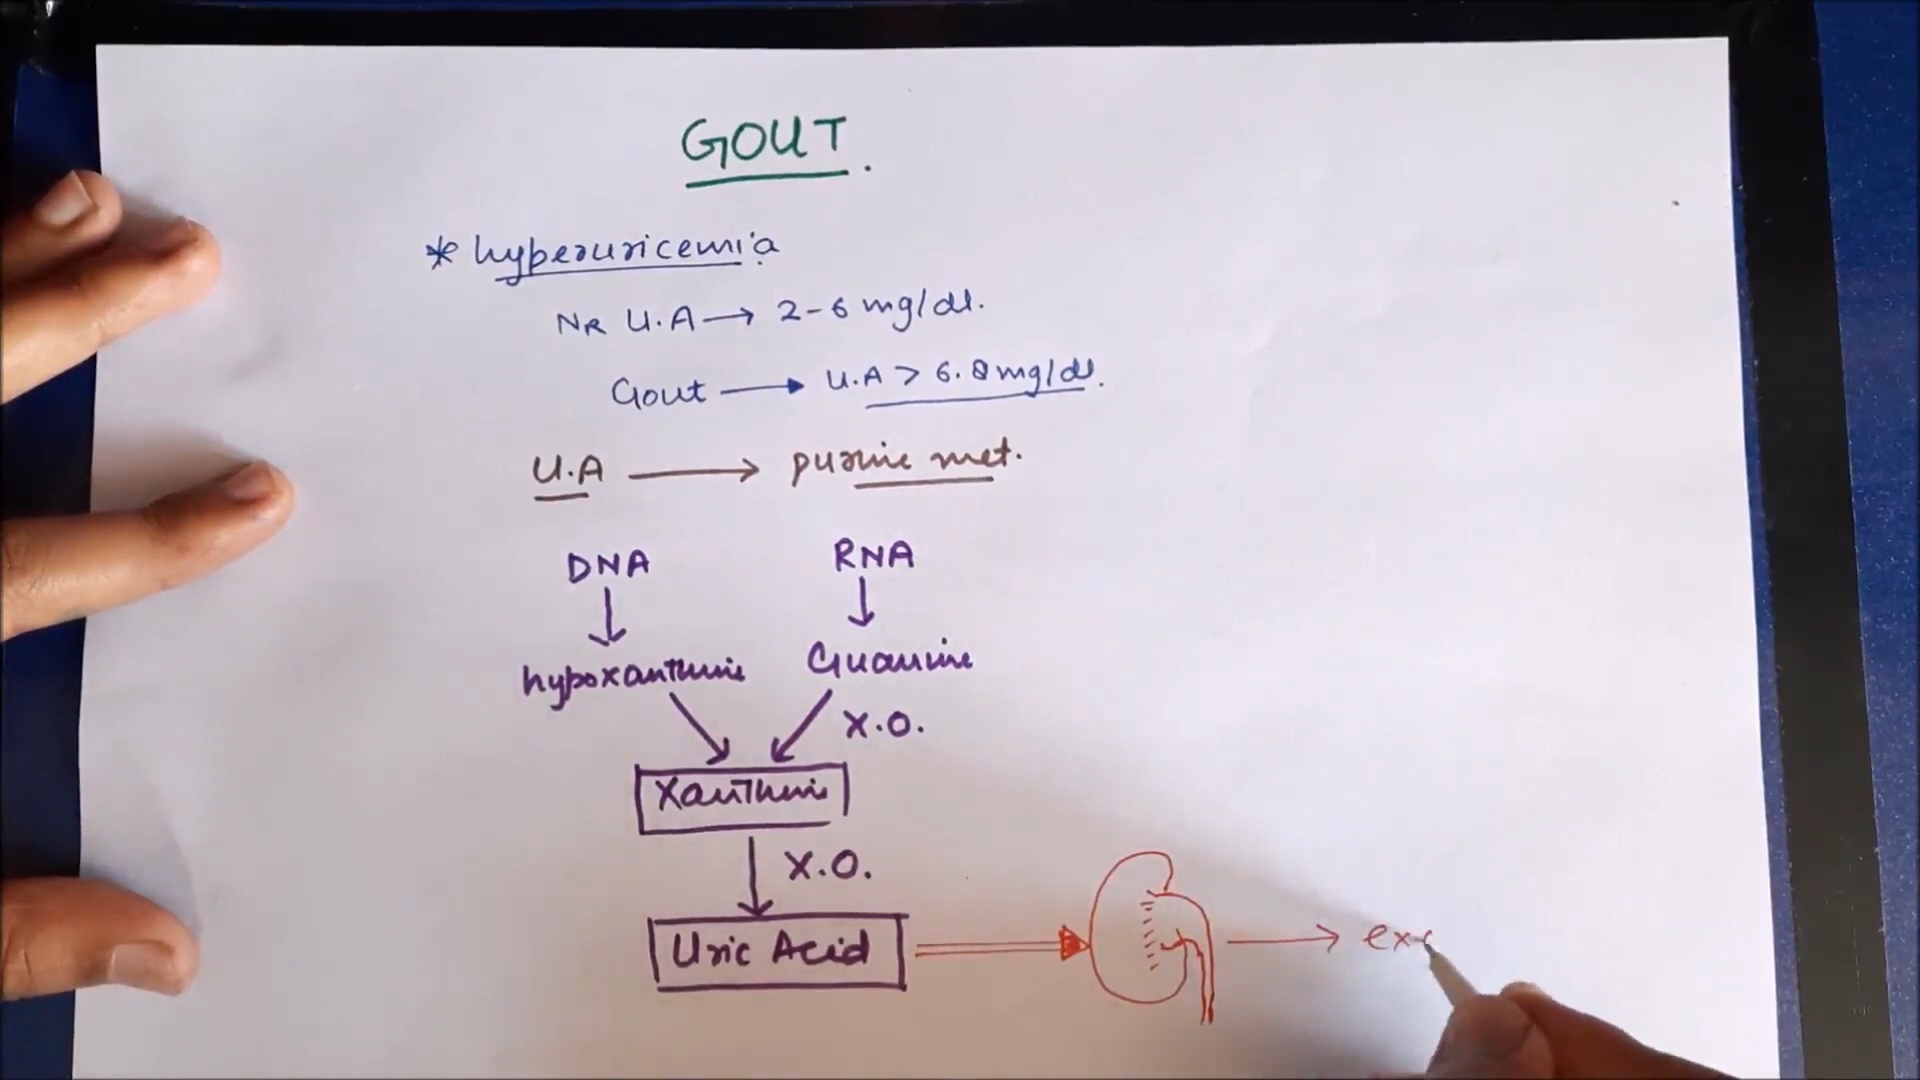 GOUT.
* hyperuricemia
NR U.A → 2-6 mg/dl.
Gout → U.A > 6.8 mg/dl.
U.A → purine met.
DNA RNA
↓ ↓
hypoxanthine Guanine
X.O.
Xanthine
↓ X.O.
Uric Acid → → exc